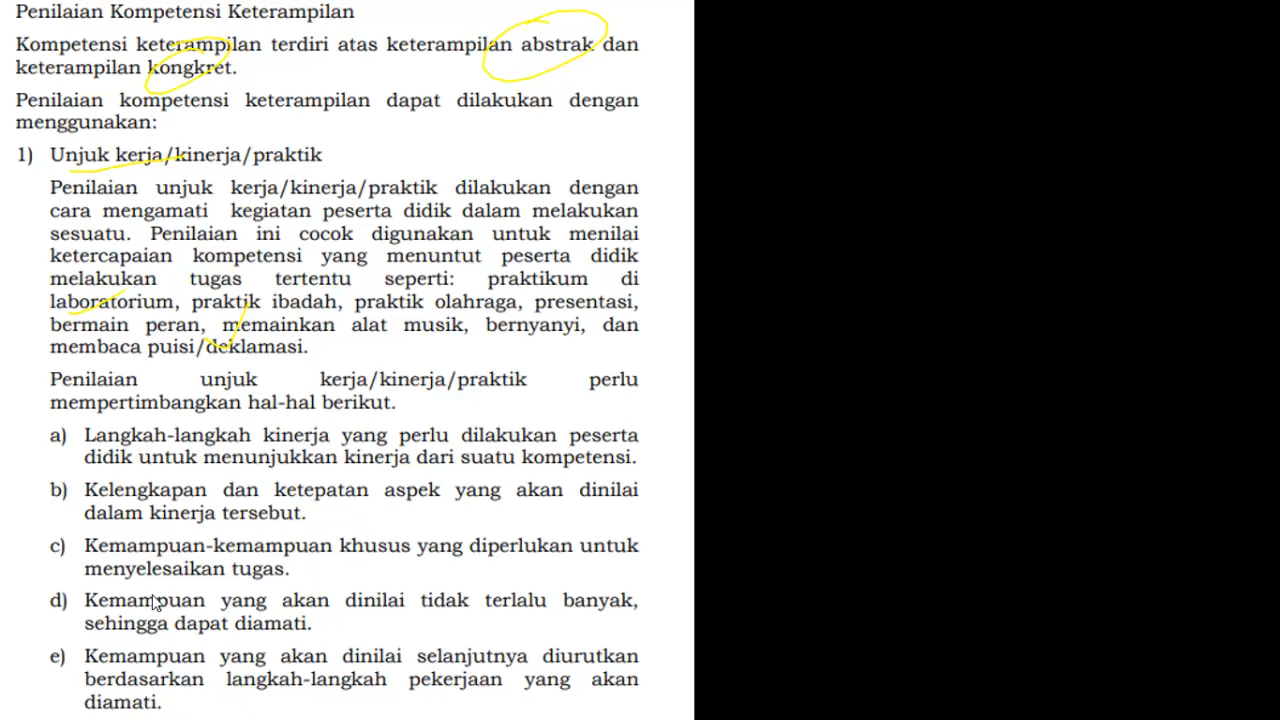 Penilaian Kompetensi Keterampilan
Kompetensi keterampilan terdiri atas keterampilan abstrak dan
keterampilan kongkret.
Penilaian kompetensi keterampilan dapat dilakukan dengan
menggunakan:
1) Unjuk kerja/kinerja/praktik
Penilaian unjuk kerja/kinerja/praktik dilakukan dengan
cara mengamati kegiatan peserta didik dalam melakukan
sesuatu. Penilaian ini cocok digunakan untuk menilai
ketercapaian kompetensi yang menuntut peserta didik
melakukan tugas tertentu seperti: praktikum di
laboratorium, praktik ibadah, praktik olahraga, presentasi,
bermain peran, memainkan alat musik, bernyanyi, dan
membaca puisi/deklamasi.
Penilaian unjuk kerja/kinerja/praktik perlu
mempertimbangkan hal-hal berikut.
a) Langkah-langkah kinerja yang perlu dilakukan peserta
didik untuk menunjukkan kinerja dari suatu kompetensi.
b) Kelengkapan dan ketepatan aspek yang akan dinilai
dalam kinerja tersebut.
c) Kemampuan-kemampuan khusus yang diperlukan untuk
menyelesaikan tugas.
d) Kemampuan yang akan dinilai tidak terlalu banyak,
sehingga dapat diamati.
e) Kemampuan yang akan dinilai selanjutnya diurutkan
berdasarkan langkah-langkah pekerjaan yang akan
diamati.